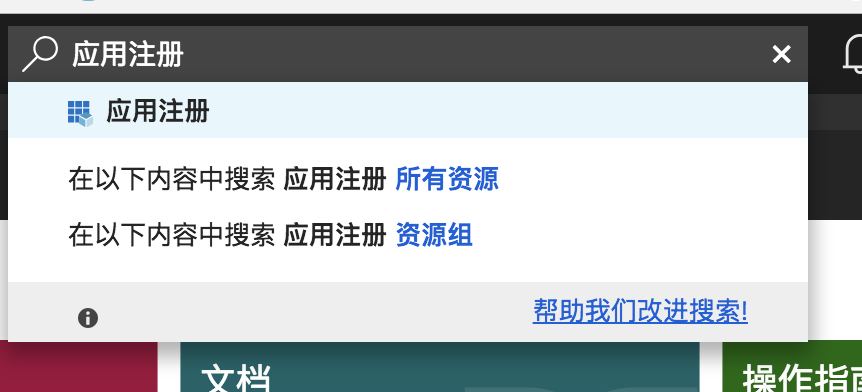 应用注册
应用注册
在以下内容中搜索 应用注册 所有资源
在以下内容中搜索 应用注册 资源组
帮助我们改进搜索!
文档
操作指南